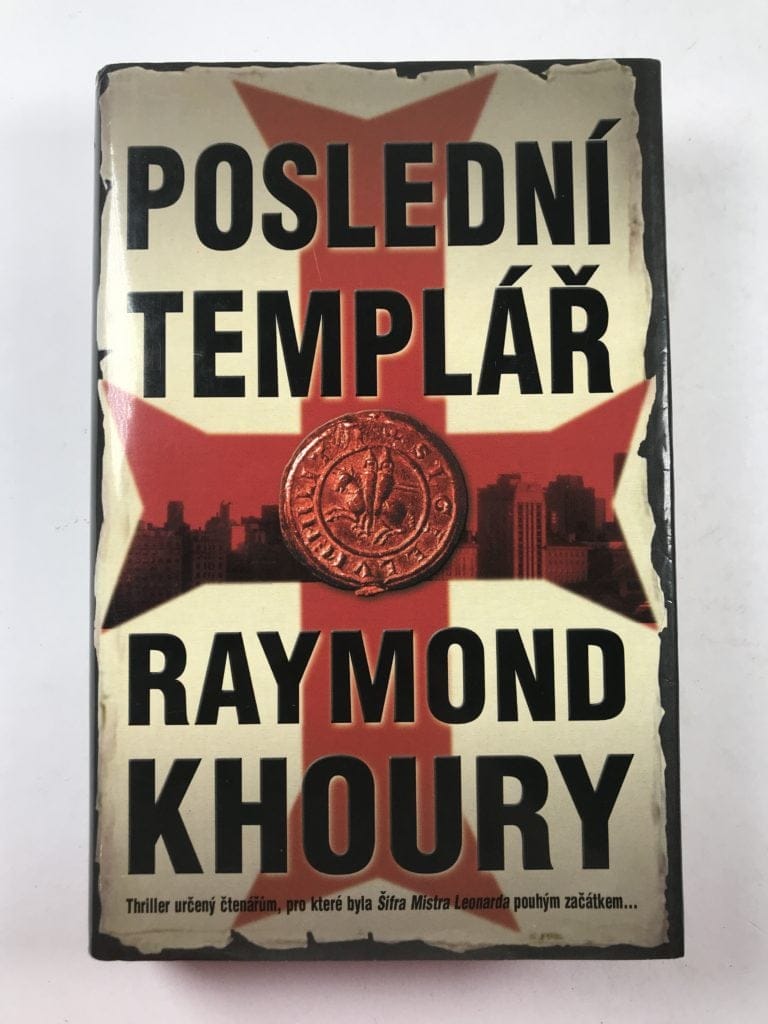 POSLEDNÍ
TEMPLÁŘ
RAYMOND
KHOURY
Thriller určený čtenářům, pro které byla Šifra Mistra Leonarda pouhým začátkem...